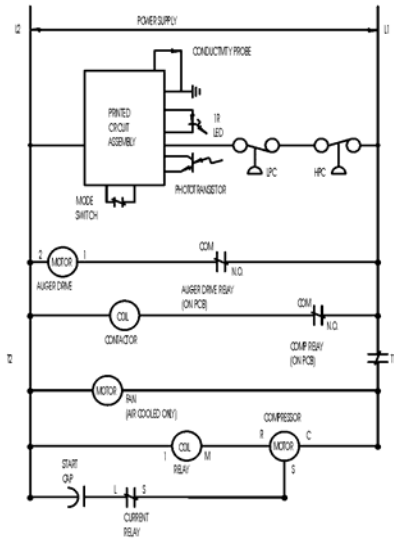 L2
POWER SUPPLY
L1
CONDUCTIVITY PROBE
PRINTED
CIRCUIT
ASSEMBLY
1R
LED
LPC
HPC
PHOTOTRANSISTOR
MODE
SWITCH
2
MOTOR
1
AUGER DRIVE
COM
N.O.
AUGER DRIVE RELAY
(ON PCB)
COIL
CONTACTOR
COM
N.O.
COMP RELAY
(ON PCB)
T2
MOTOR
FAN
(AIR COOLED ONLY)
COMPRESSOR
1
COIL
M
RELAY
R
MOTOR
C
S
START
CAP
L
S
CURRENT
RELAY